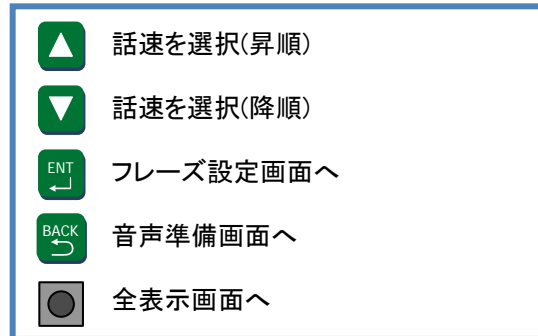 話速を選択(昇順)
話速を選択(降順)
ENT
フレーズ設定画面へ
BACK
音声準備画面へ
全表示画面へ